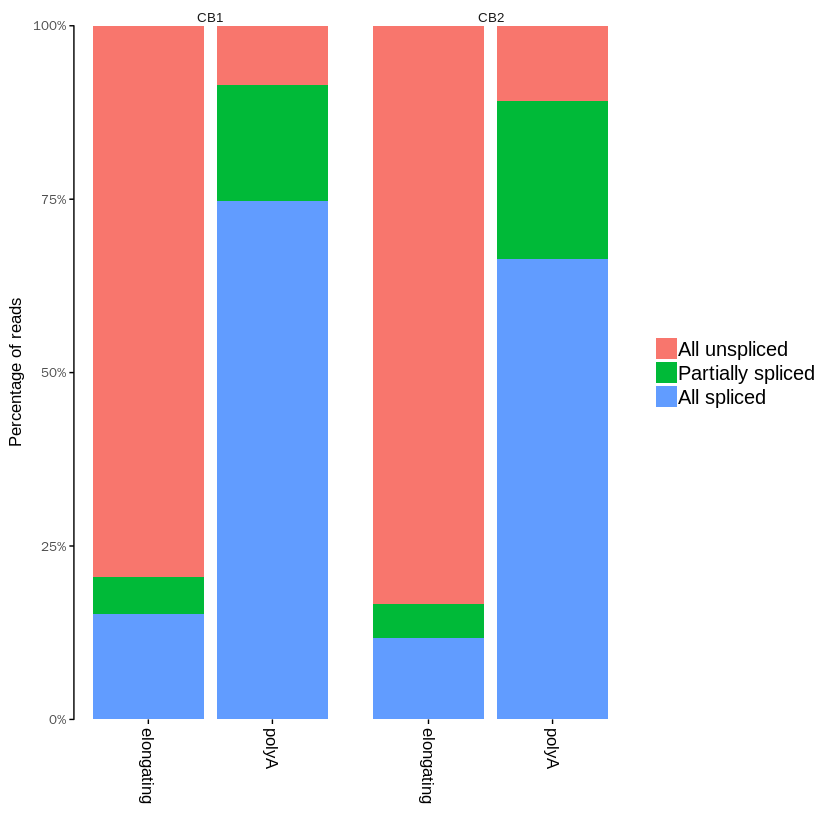 CB1
CB2
100%
75%
50%
25%
0%
Percentage of reads
elongating
polyA
elongating
polyA
All unspliced
Partially spliced
All spliced